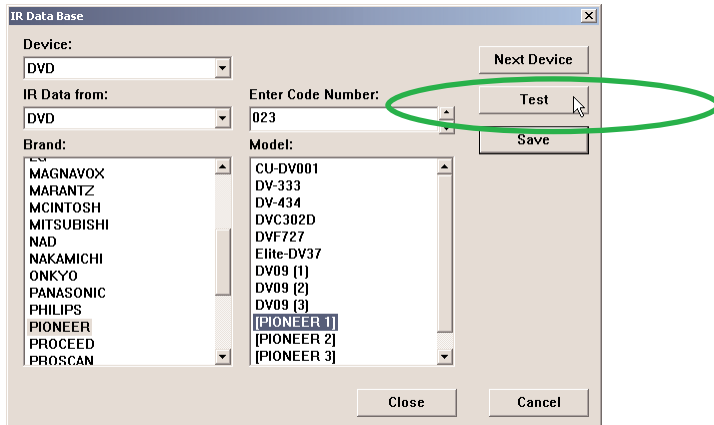 IR Data Base
Device:
DVD
Next Device
IR Data from:
DVD
Enter Code Number:
023
Test
Save
Brand:
MAGNAVOX
MARANTZ
MCINTOSH
MITSUBISHI
NAD
NAKAMICHI
ONKYO
PANASONIC
PHILIPS
PIONEER
PROCEED
PROSCAN
Model:
CU-DV001
DV-333
DV-434
DVC302D
DVF727
Elite-DV37
DV09 (1)
DV09 (2)
DV09 (3)
[PIONEER 1]
[PIONEER 2]
[PIONEER 3]
Close
Cancel